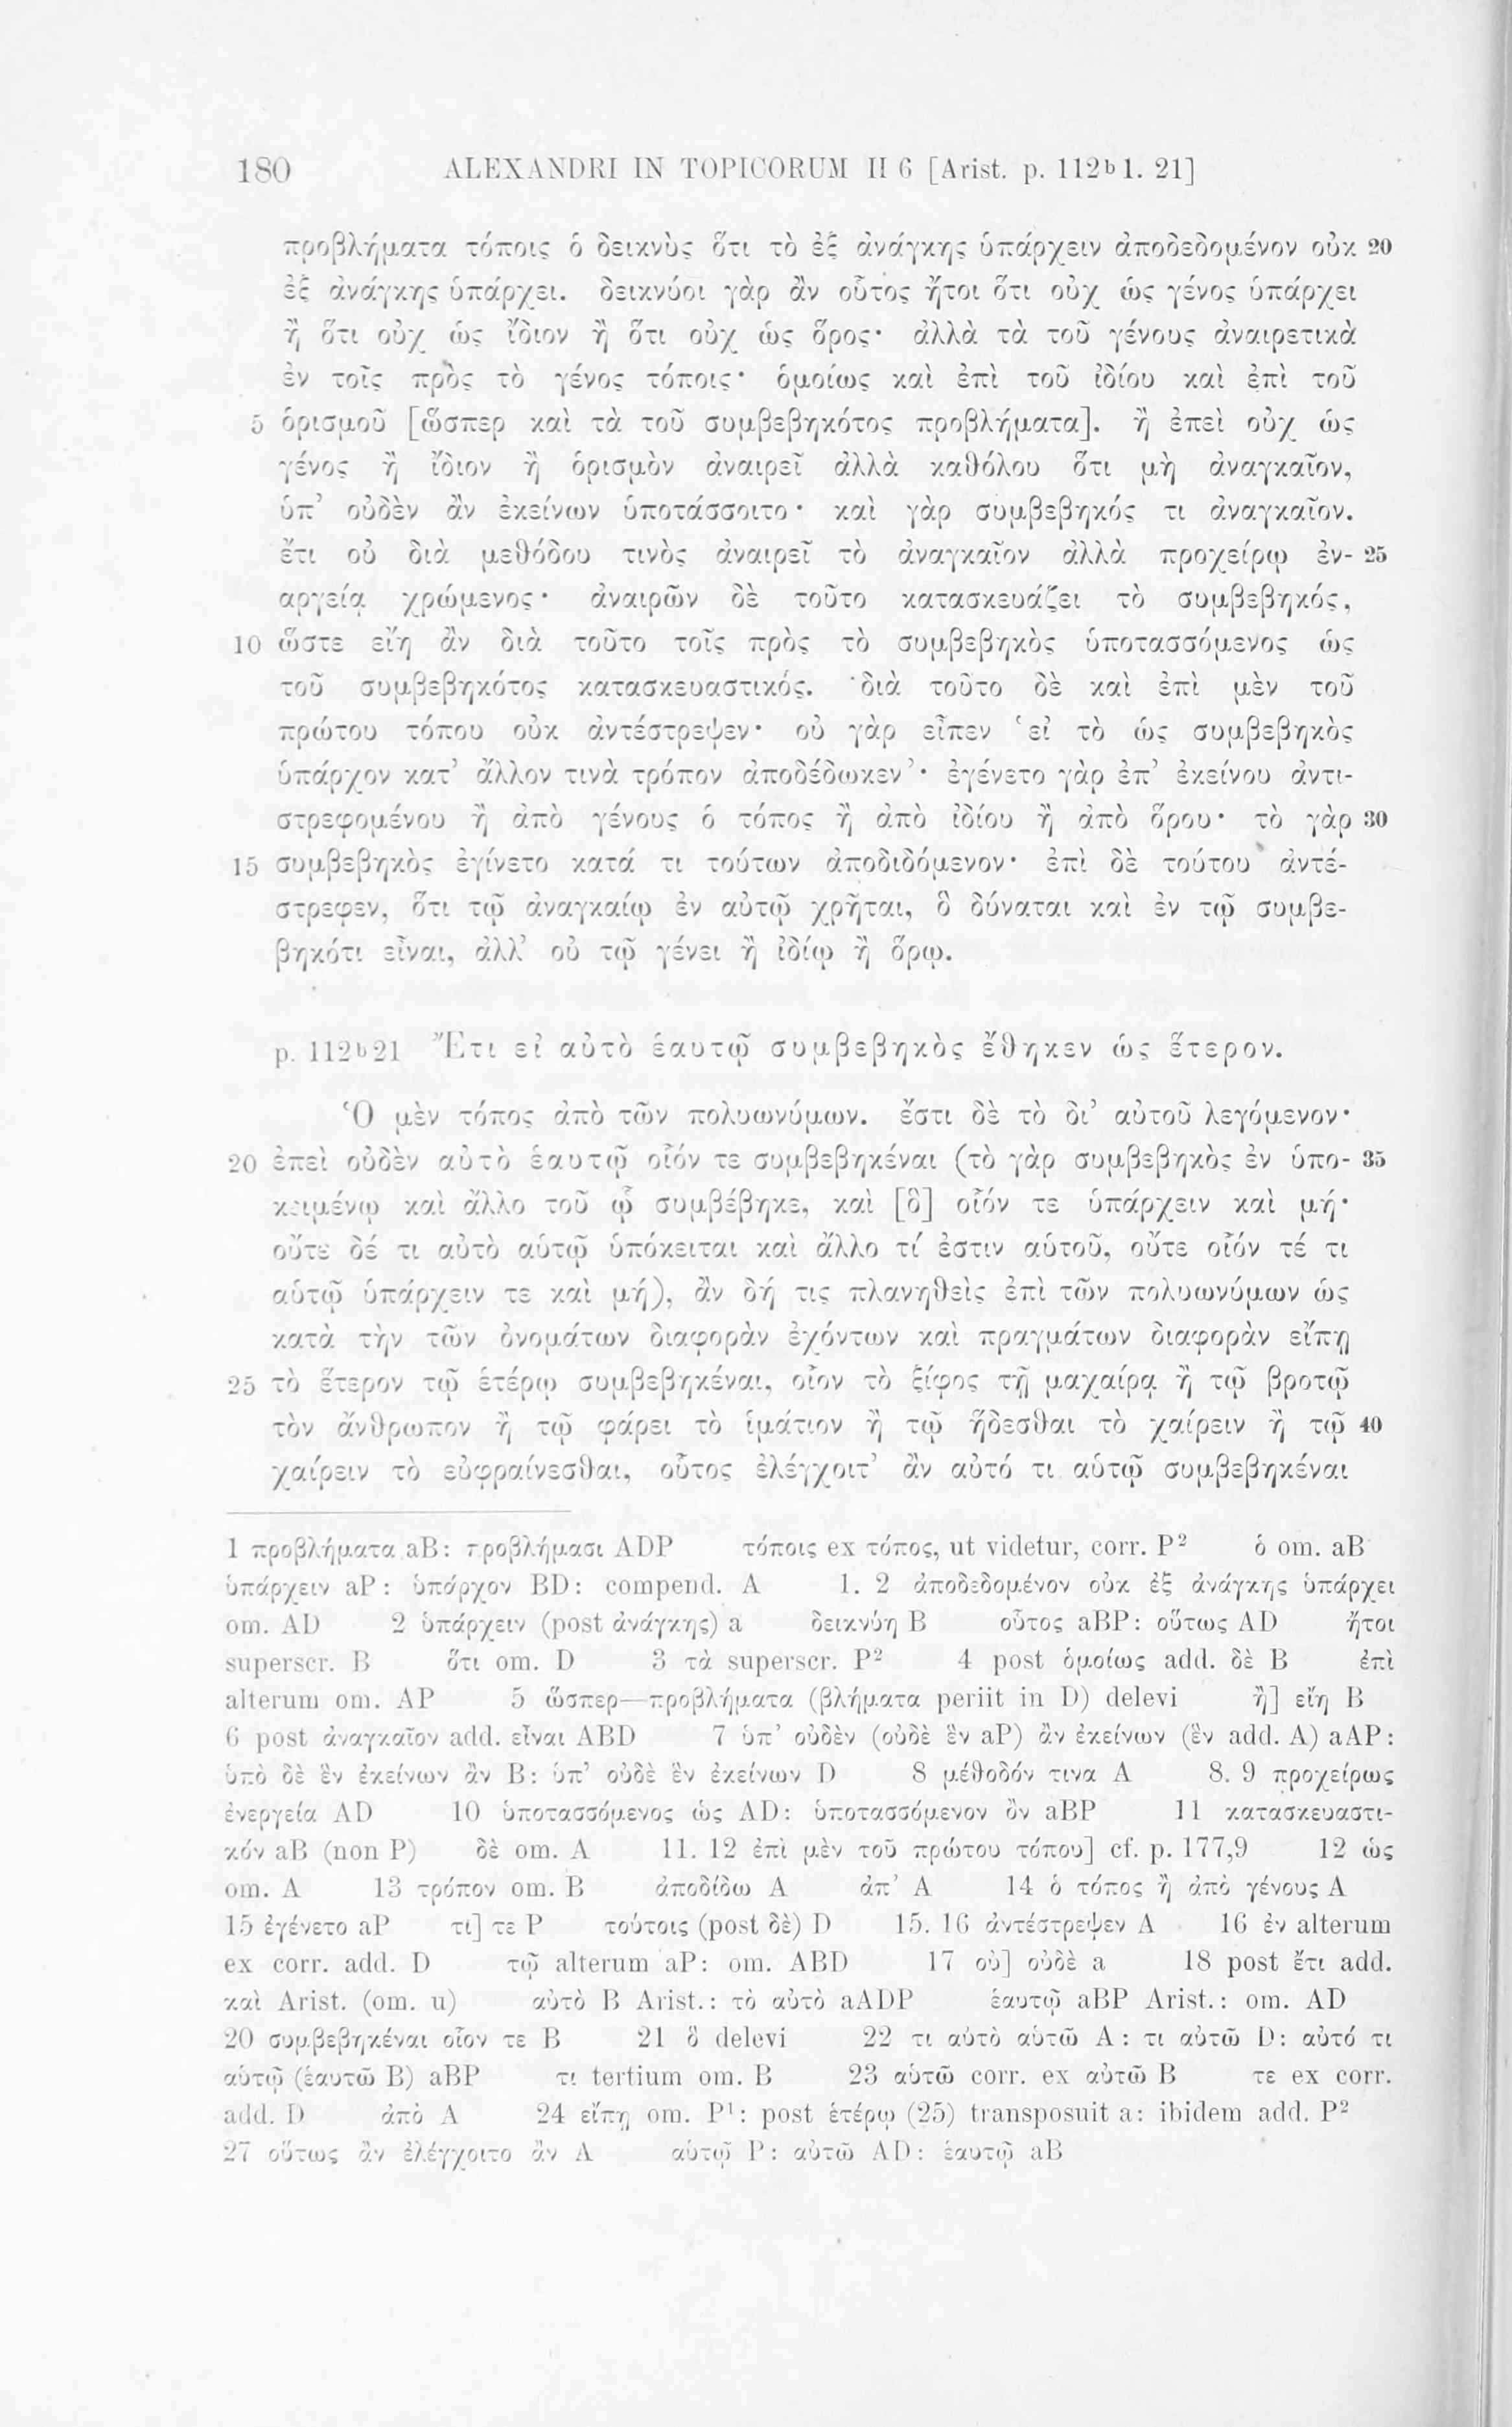 180 ALEXANDRI IN TOPICORUM II 6 [Arist. p. 112ᵇ l. 21]
προβλήματα τόποις ὁ δεικνὺς ὅτι τὸ ἐξ ἀνάγκης ὑπάρχειν ἀποδεδομένον οὐκ 20
ἐξ ἀνάγκης ὑπάρχει. δεικνύοι γὰρ ἂν οὗτος ἤτοι ὅτι οὐχ ὡς γένος ὑπάρχει
ἢ ὅτι οὐχ ὡς ἴδιον ἢ ὅτι οὐχ ὡς ὅρος· ἀλλὰ τὰ τοῦ γένους ἀναιρετικὰ
ἐν τοῖς πρὸς τὸ γένος τόποις· ὁμοίως καὶ ἐπὶ τοῦ ἰδίου καὶ ἐπὶ τοῦ
5 ὁρισμοῦ [ὥσπερ καὶ τὰ τοῦ συμβεβηκότος προβλήματα]. ἢ ἐπεὶ οὐχ ὡς
γένος ἢ ἴδιον ἢ ὁρισμὸν ἀναιρεῖ ἀλλὰ καθόλου ὅτι μὴ ἀναγκαῖον,
ὑπ’ οὐδὲν ἂν ἐκείνων ὑποτάσσοιτο· καὶ γὰρ συμβεβηκός τι ἀναγκαῖον.
ἔτι οὐ διὰ μεθόδου τινὸς ἀναιρεῖ τὸ ἀναγκαῖον ἀλλὰ προχείρῳ ἐν- 25
αργείᾳ χρώμενος· ἀναιρῶν δὲ τοῦτο κατασκευάζει τὸ συμβεβηκός,
10 ὥστε εἴη ἂν διὰ τοῦτο τοῖς πρὸς τὸ συμβεβηκὸς ὑποτασσόμενος ὡς
τοῦ συμβεβηκότος κατασκευαστικός. διὰ τοῦτο δὲ καὶ ἐπὶ μὲν τοῦ
πρώτου τόπου οὐκ ἀντέστρεψεν· οὐ γὰρ εἶπεν ‘εἰ τὸ ὡς συμβεβηκὸς
ὑπάρχον κατ’ ἄλλον τινὰ τρόπον ἀποδέδωκεν’· ἐγένετο γὰρ ἐπ’ ἐκείνου ἀντι-
στρεφομένου ἢ ἀπὸ γένους ὁ τόπος ἢ ἀπὸ ἰδίου ἢ ἀπὸ ὅρου· τὸ γὰρ 30
15 συμβεβηκὸς ἐγίνετο κατά τι τούτων ἀποδιδόμενον· ἐπὶ δὲ τούτου ἀντέ-
στρεφεν, ὅτι τῷ ἀναγκαίῳ ἐν αὐτῷ χρῆται, ὃ δύναται καὶ ἐν τῷ συμβε-
βηκότι εἶναι, ἀλλ’ οὐ τῷ γένει ἢ ἰδίῳ ἢ ὅρῳ.
p. 112ᵇ21 Ἔτι εἰ αὐτὸ ἑαυτῷ συμβεβηκὸς ἔθηκεν ὡς ἕτερον.
Ὁ μὲν τόπος ἀπὸ τῶν πολυωνύμων. ἔστι δὲ τὸ δι’ αὐτοῦ λεγόμενον·
20 ἐπεὶ οὐδὲν αὐτὸ ἑαυτῷ οἷόν τε συμβεβηκέναι (τὸ γὰρ συμβεβηκὸς ἐν ὑπο- 35
κειμένῳ καὶ ἄλλο τοῦ ᾧ συμβέβηκε, καὶ [ὃ] οἷόν τε ὑπάρχειν καὶ μή·
οὔτε δέ τι αὐτὸ αὑτῷ ὑπόκειται καὶ ἄλλο τί ἐστιν αὑτοῦ, οὔτε οἷόν τέ τι
αὑτῷ ὑπάρχειν τε καὶ μή), ἂν δή τις πλανηθεὶς ἐπὶ τῶν πολυωνύμων ὡς
κατὰ τὴν τῶν ὀνομάτων διαφορὰν ἐχόντων καὶ πραγμάτων διαφορὰν εἴπῃ
25 τὸ ἕτερον τῷ ἑτέρῳ συμβεβηκέναι, οἷον τὸ ξίφος τῇ μαχαίρᾳ ἢ τῷ βροτῷ
τὸν ἄνθρωπον ἢ τῷ φάρει τὸ ἱμάτιον ἢ τῷ ἥδεσθαι τὸ χαίρειν ἢ τῷ 40
χαίρειν τὸ εὐφραίνεσθαι, οὗτος ἐλέγχοιτ’ ἂν αὐτό τι αὑτῷ συμβεβηκέναι
1 προβλήματα aB: προβλήμασι ADP τόποις ex τόπος, ut videtur, corr. P² ὁ om. aB
ὑπάρχειν aP: ὑπάρχον BD: compend. A 1. 2 ἀποδεδομένον οὐκ ἐξ ἀνάγκης ὑπάρχει
om. AD 2 ὑπάρχειν (post ἀνάγκης) a δεικνύη B οὗτος aBP: οὕτως AD ἤτοι
superscr. B ὅτι om. D 3 τὰ superscr. P² 4 post ὁμοίως add. δὲ B ἐπὶ
alterum om. AP 5 ὥσπερ—προβλήματα (βλήματα periit in D) delevi ἢ] εἴη B
6 post ἀναγκαῖον add. εἶναι ABD 7 ὑπ’ οὐδὲν (οὐδὲ ἓν aP) ἂν ἐκείνων (ἓν add. A) aAP:
ὑπὸ δὲ ἓν ἐκείνων ἂν B: ὑπ’ οὐδὲ ἓν ἐκείνων D 8 μέθοδόν τινα A 8. 9 προχείρως
ἐνεργείᾳ AD 10 ὑποτασσόμενος ὡς AD: ὑποτασσόμενον ὂν aBP 11 κατασκευαστι-
κόν aB (non P) δὲ om. A 11. 12 ἐπὶ μὲν τοῦ πρώτου τόπου] cf. p. 177,9 12 ὡς
om. A 13 τρόπον om. B ἀποδίδω A ἀπ’ A 14 ὁ τόπος ἢ ἀπὸ γένους A
15 ἐγένετο aP τι] τε P τούτοις (post δὲ) D 15. 16 ἀντέστρεψεν A 16 ἐν alterum
ex corr. add. D τῷ alterum aP: om. ABD 17 οὐ] οὐδὲ a 18 post ἔτι add.
καὶ Arist. (om. u) αὐτὸ B Arist.: τὸ αὐτὸ aADP ἑαυτῷ aBP Arist.: om. AD
20 συμβεβηκέναι οἷον τε B 21 ὃ delevi 22 τι αὐτὸ αὑτῶ A: τι αὐτῶ D: αὐτό τι
αὑτῷ (ἑαυτῶ B) aBP τι tertium om. B 23 αὑτῶ corr. ex αὐτῶ B τε ex corr.
add. D ἀπὸ A 24 εἴπῃ om. P¹: post ἑτέρῳ (25) transposuit a: ibidem add. P²
27 οὕτως ἂν ἐλέγχοιτο ἂν A αὑτῷ P: αὐτῶ AD: ἑαυτῷ aB